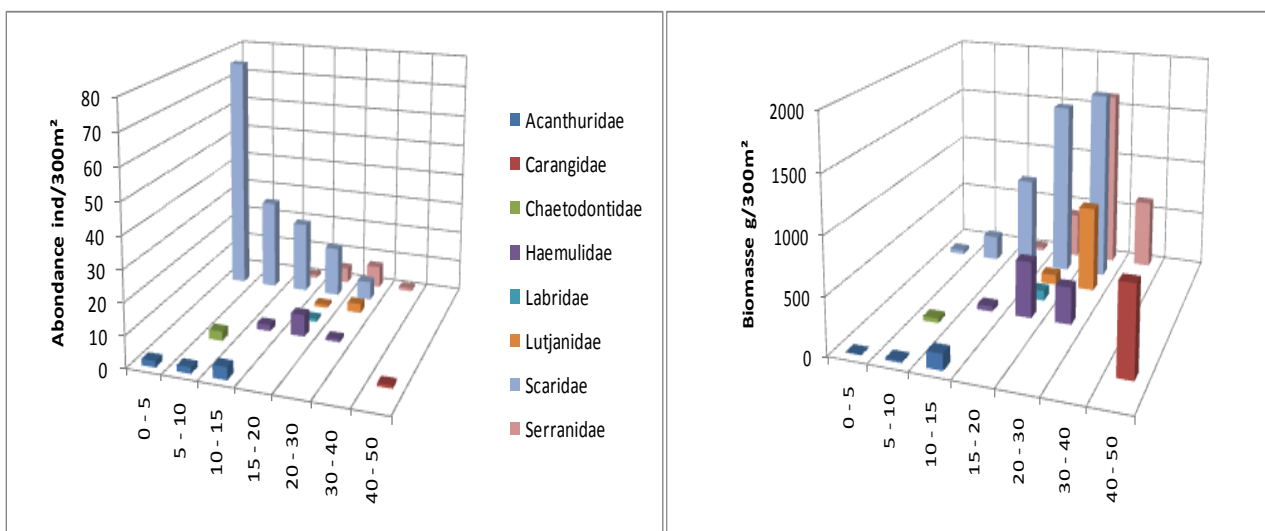 Abondance ind/300m²
80
70
60
50
40
30
20
10
0
0 - 5
5 - 10
10 - 15
15 - 20
20 - 30
30 - 40
40 - 50
Acanthuridae
Carangidae
Chaetodontidae
Haemulidae
Labridae
Lutjanidae
Scaridae
Serranidae
Biomasse g/300m²
2000
1500
1000
500
0
0 - 5
5 - 10
10 - 15
15 - 20
20 - 30
30 - 40
40 - 50